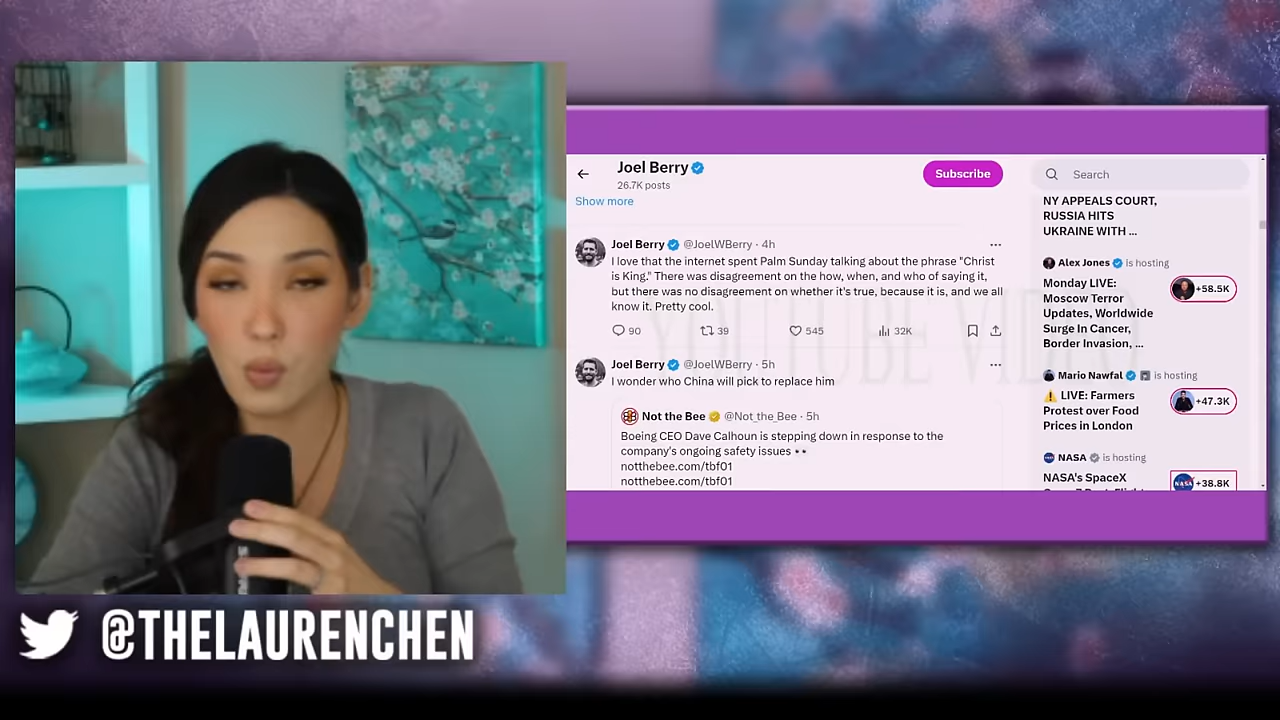 Joel Berry
26.7K posts
Subscribe
Show more
Joel Berry @JoelWBerry · 4h
I love that the internet spent Palm Sunday talking about the phrase "Christ
is King." There was disagreement on the how, when, and who of saying it,
but there was no disagreement on whether it's true, because it is, and we all
know it. Pretty cool.
90 39 545 32K
Joel Berry @JoelWBerry · 5h
I wonder who China will pick to replace him
Not the Bee @Not_the_Bee · 5h
Boeing CEO Dave Calhoun is stepping down in response to the
company's ongoing safety issues 👀
notthebee.com/tbf01
notthebee.com/tbf01
Search
NY APPEALS COURT,
RUSSIA HITS
UKRAINE WITH ...
Alex Jones is hosting
Monday LIVE:
Moscow Terror
Updates, Worldwide
Surge In Cancer,
Border Invasion, ...
+58.5K
Mario Nawfal is hosting
⚠️ LIVE: Farmers
Protest over Food
Prices in London
+47.3K
NASA is hosting
NASA's SpaceX
+38.8K
YOUTUBE VIDEO
@THELAURENCHEN